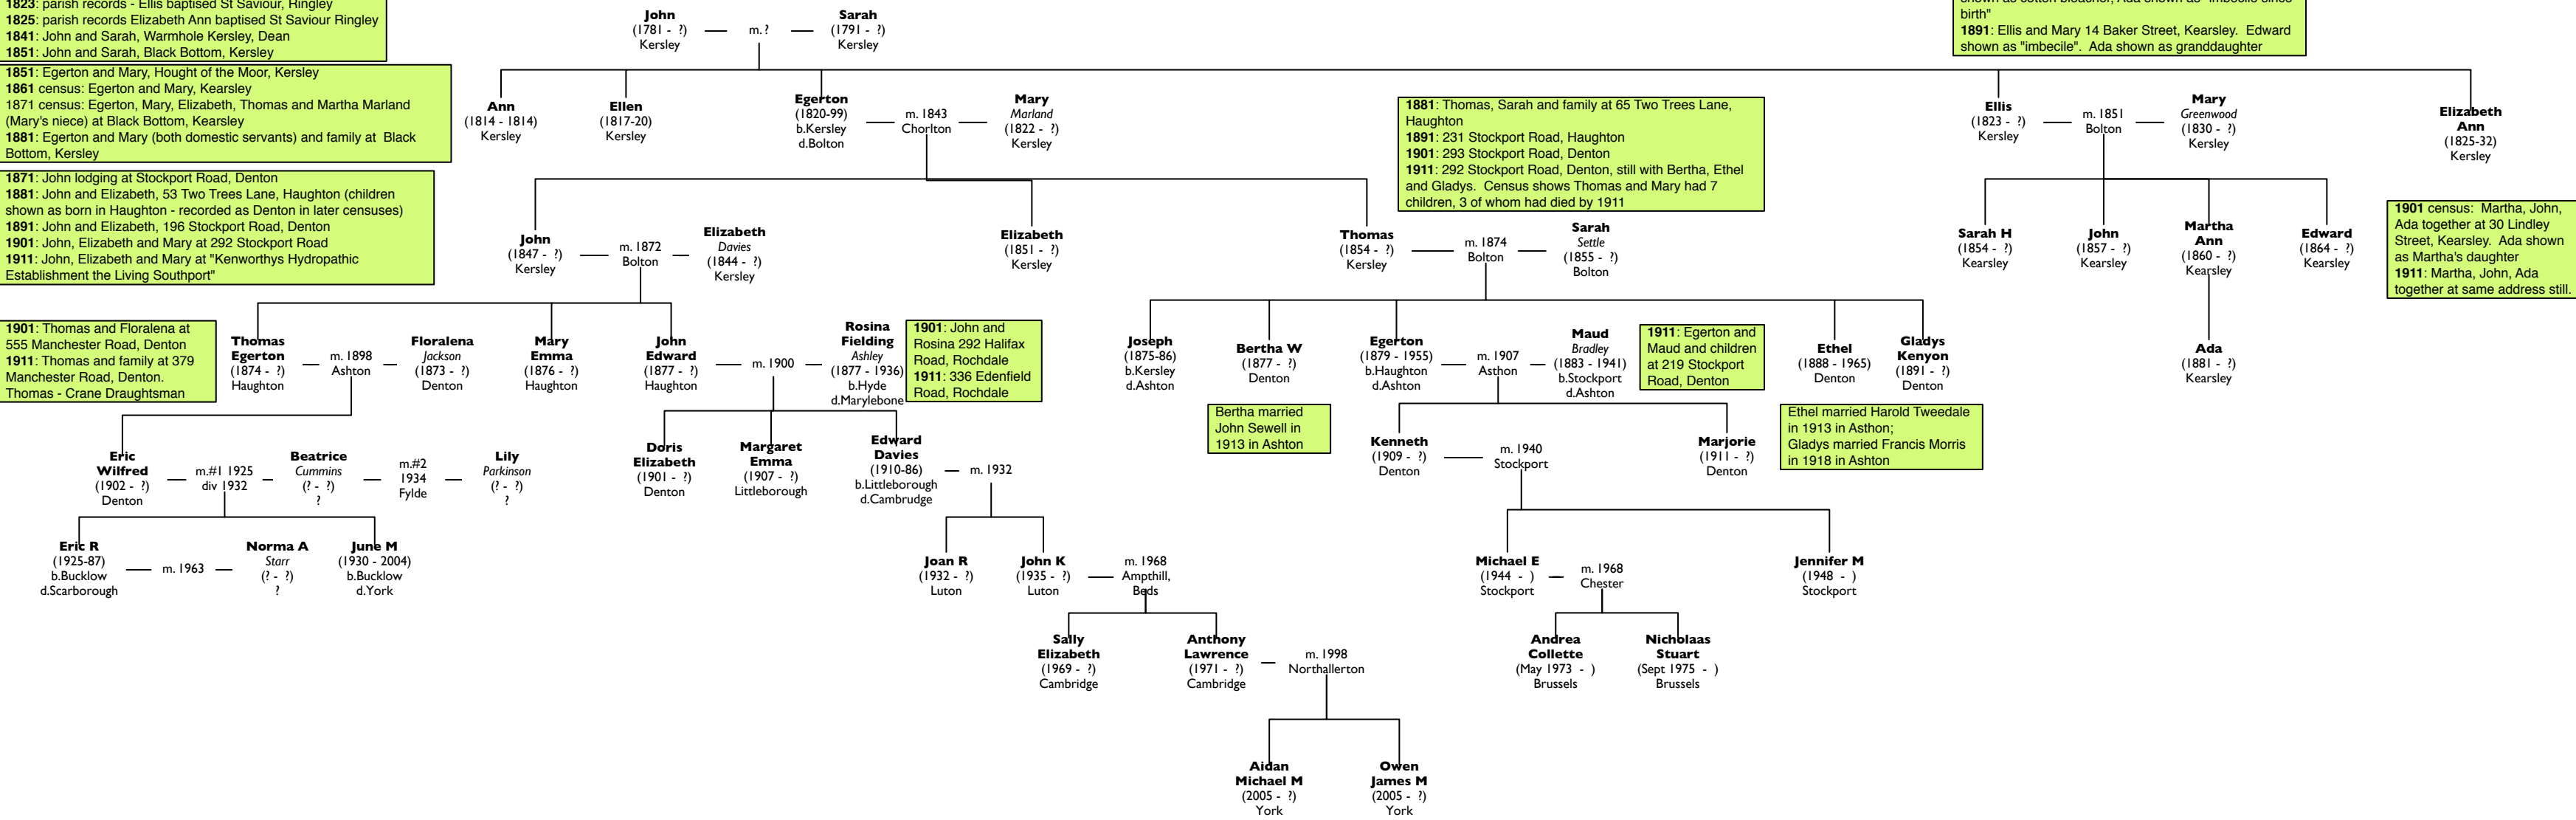 1823: parish records - Ellis baptised St Saviour, Ringley
1825: parish records Elizabeth Ann baptised St Saviour Ringley
1841: John and Sarah, Warmhole Kersley, Dean
1851: John and Sarah, Black Bottom, Kersley
John
(1781 - ?)
Kersley
m.?
Sarah
(1791 - ?)
Kersley
shown as cotton bleacher, Ada shown as "imbecile since
birth"
1891: Ellis and Mary 14 Baker Street, Kearsley. Edward
shown as "imbecile". Ada shown as granddaughter
1851: Egerton and Mary, Hought of the Moor, Kersley
1861 census: Egerton and Mary, Kearsley
1871 census: Egerton, Mary, Elizabeth, Thomas and Martha Marland
(Mary's niece) at Black Bottom, Kearsley
1881: Egerton and Mary (both domestic servants) and family at Black
Bottom, Kersley
Ann
(1814 - 1814)
Kersley
Ellen
(1817-20)
Kersley
Egerton
(1820-99)
b.Kersley
d.Bolton
m. 1843
Chorlton
Mary
Marland
(1822 - ?)
Kersley
1881: Thomas, Sarah and family at 65 Two Trees Lane,
Haughton
1891: 231 Stockport Road, Haughton
1901: 293 Stockport Road, Denton
1911: 292 Stockport Road, Denton, still with Bertha, Ethel
and Gladys. Census shows Thomas and Mary had 7
children, 3 of whom had died by 1911
Ellis
(1823 - ?)
Kersley
m. 1851
Bolton
Mary
Greenwood
(1830 - ?)
Kersley
Elizabeth
Ann
(1825-32)
Kersley
1871: John lodging at Stockport Road, Denton
1881: John and Elizabeth, 53 Two Trees Lane, Haughton (children
shown as born in Haughton - recorded as Denton in later censuses)
1891: John and Elizabeth, 196 Stockport Road, Denton
1901: John, Elizabeth and Mary at 292 Stockport Road
1911: John, Elizabeth and Mary at "Kenworthys Hydropathic
Establishment the Living Southport"
John
(1847 - ?)
Kersley
m. 1872
Bolton
Elizabeth
Davies
(1844 - ?)
Kersley
Elizabeth
(1851 - ?)
Kersley
Thomas
(1854 - ?)
Kersley
m. 1874
Bolton
Sarah
Settle
(1855 - ?)
Bolton
Sarah H
(1854 - ?)
Kearsley
John
(1857 - ?)
Kearsley
Martha
Ann
(1860 - ?)
Kearsley
Edward
(1864 - ?)
Kearsley
1901 census: Martha, John,
Ada together at 30 Lindley
Street, Kearsley. Ada shown
as Martha's daughter
1911: Martha, John, Ada
together at same address still.
1901: Thomas and Floralena at
555 Manchester Road, Denton
1911: Thomas and family at 379
Manchester Road, Denton.
Thomas - Crane Draughtsman
Thomas
Egerton
(1874 - ?)
Haughton
m. 1898
Ashton
Floralena
Jackson
(1873 - ?)
Denton
Mary
Emma
(1876 - ?)
Haughton
John
Edward
(1877 - ?)
Haughton
m. 1900
Rosina
Fielding
Ashley
(1877 - 1936)
b.Hyde
d.Marylebone
1901: John and
Rosina 292 Halifax
Road, Rochdale
1911: 336 Edenfield
Road, Rochdale
Joseph
(1875-86)
b.Kersley
d.Ashton
Bertha W
(1877 - ?)
Denton
Egerton
(1879 - 1955)
b.Haughton
d.Ashton
m. 1907
Asthon
Maud
Bradley
(1883 - 1941)
b.Stockport
d.Ashton
1911: Egerton and
Maud and children
at 219 Stockport
Road, Denton
Ethel
(1888 - 1965)
Denton
Gladys
Kenyon
(1891 - ?)
Denton
Ada
(1881 - ?)
Kearsley
Bertha married
John Sewell in
1913 in Ashton
Ethel married Harold Tweedale
in 1913 in Asthon;
Gladys married Francis Morris
in 1918 in Ashton
Eric
Wilfred
(1902 - ?)
Denton
m.#1 1925
div 1932
Beatrice
Cummins
(? - ?)
?
m.#2
1934
Fylde
Lily
Parkinson
(? - ?)
?
Doris
Elizabeth
(1901 - ?)
Denton
Margaret
Emma
(1907 - ?)
Littleborough
Edward
Davies
(1910-86)
b.Littleborough
d.Cambrudge
m. 1932
Kenneth
(1909 - ?)
Denton
m. 1940
Stockport
Marjorie
(1911 - ?)
Denton
Eric R
(1925-87)
b.Bucklow
d.Scarborough
m. 1963
Norma A
Starr
(? - ?)
?
June M
(1930 - 2004)
b.Bucklow
d.York
Joan R
(1932 - ?)
Luton
John K
(1935 - ?)
Luton
m. 1968
Ampthill,
Beds
Michael E
(1944 - )
Stockport
m. 1968
Chester
Jennifer M
(1948 - )
Stockport
Sally
Elizabeth
(1969 - ?)
Cambridge
Anthony
Lawrence
(1971 - ?)
Cambridge
m. 1998
Northallerton
Andrea
Collette
(May 1973 - )
Brussels
Nicholaas
Stuart
(Sept 1975 - )
Brussels
Aidan
Michael M
(2005 - ?)
York
Owen
James M
(2005 - ?)
York